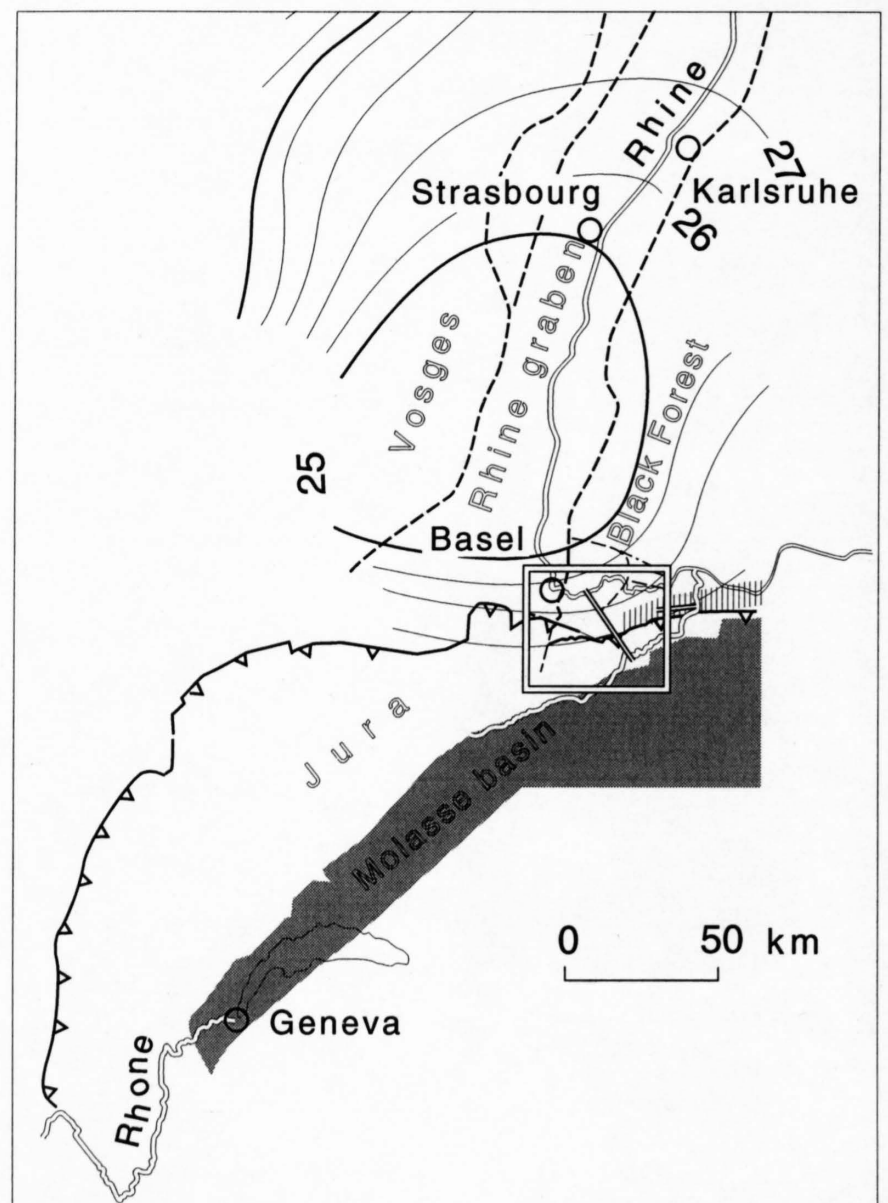 Rhine
27
Strasbourg
Karlsruhe
26
Vosges
Rhine graben
Black Forest
25
Basel
Jura
Molasse basin
0 50 km
Geneva
Rhone